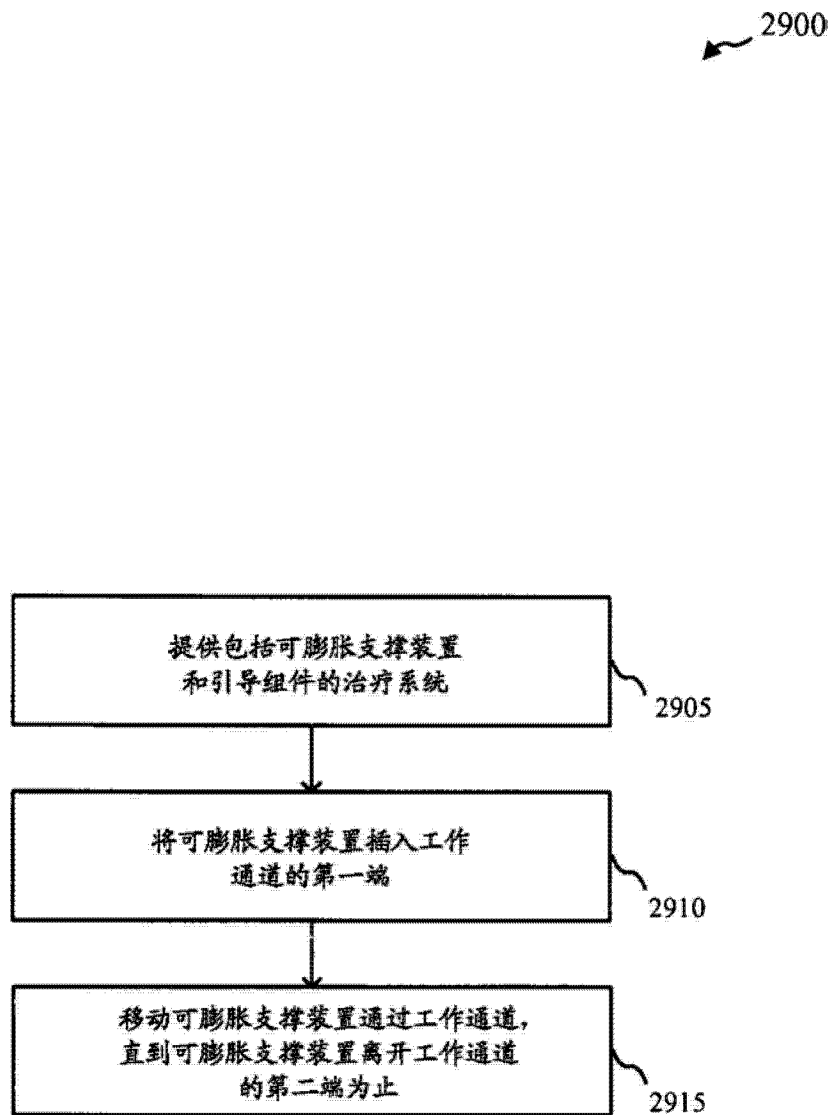 2900
提供包括可膨胀支撑装置
和引导组件的治疗系统
2905
将可膨胀支撑装置插入工作
通道的第一端
2910
移动可膨胀支撑装置通过工作通道，
直到可膨胀支撑装置离开工作通道
的第二端为止
2915